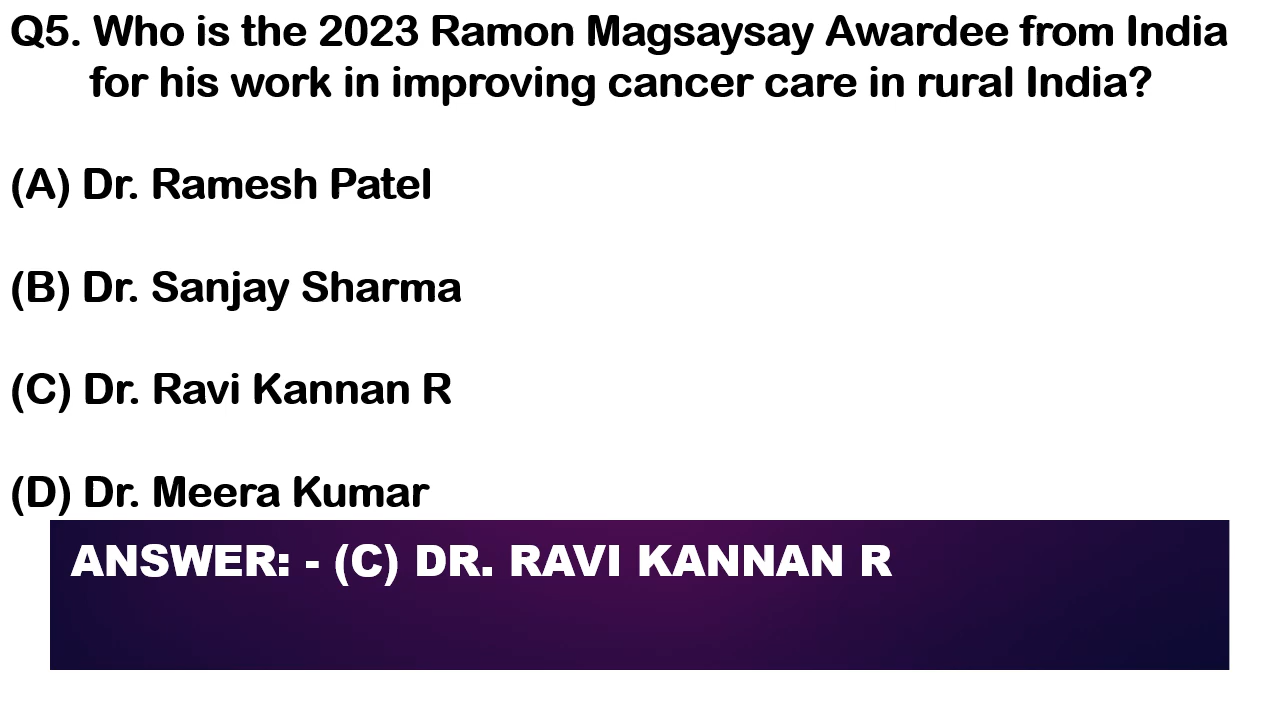 Q5. Who is the 2023 Ramon Magsaysay Awardee from India
for his work in improving cancer care in rural India?
(A) Dr. Ramesh Patel
(B) Dr. Sanjay Sharma
(C) Dr. Ravi Kannan R
(D) Dr. Meera Kumar
ANSWER: - (C) DR. RAVI KANNAN R